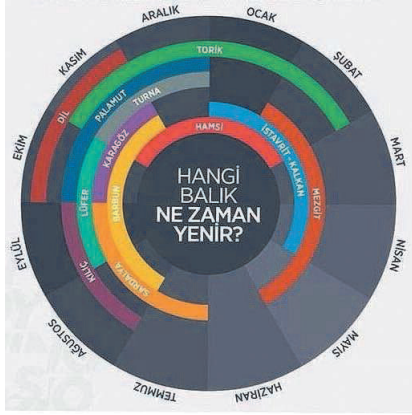 ARALIK
OCAK
ŞUBAT
MART
NİSAN
MAYIS
HAZİRAN
TEMMUZ
AĞUSTOS
EYLÜL
EKİM
KASIM
TORİK
DİL
PALAMUT
TURNA
KARAGÖZ
HAMSİ
İSTAVRİT - KALKAN
MEZGİT
LÜFER
BARBUN
KILIÇ
SARDALYA
HANGİ
BALIK
NE ZAMAN
YENİR?